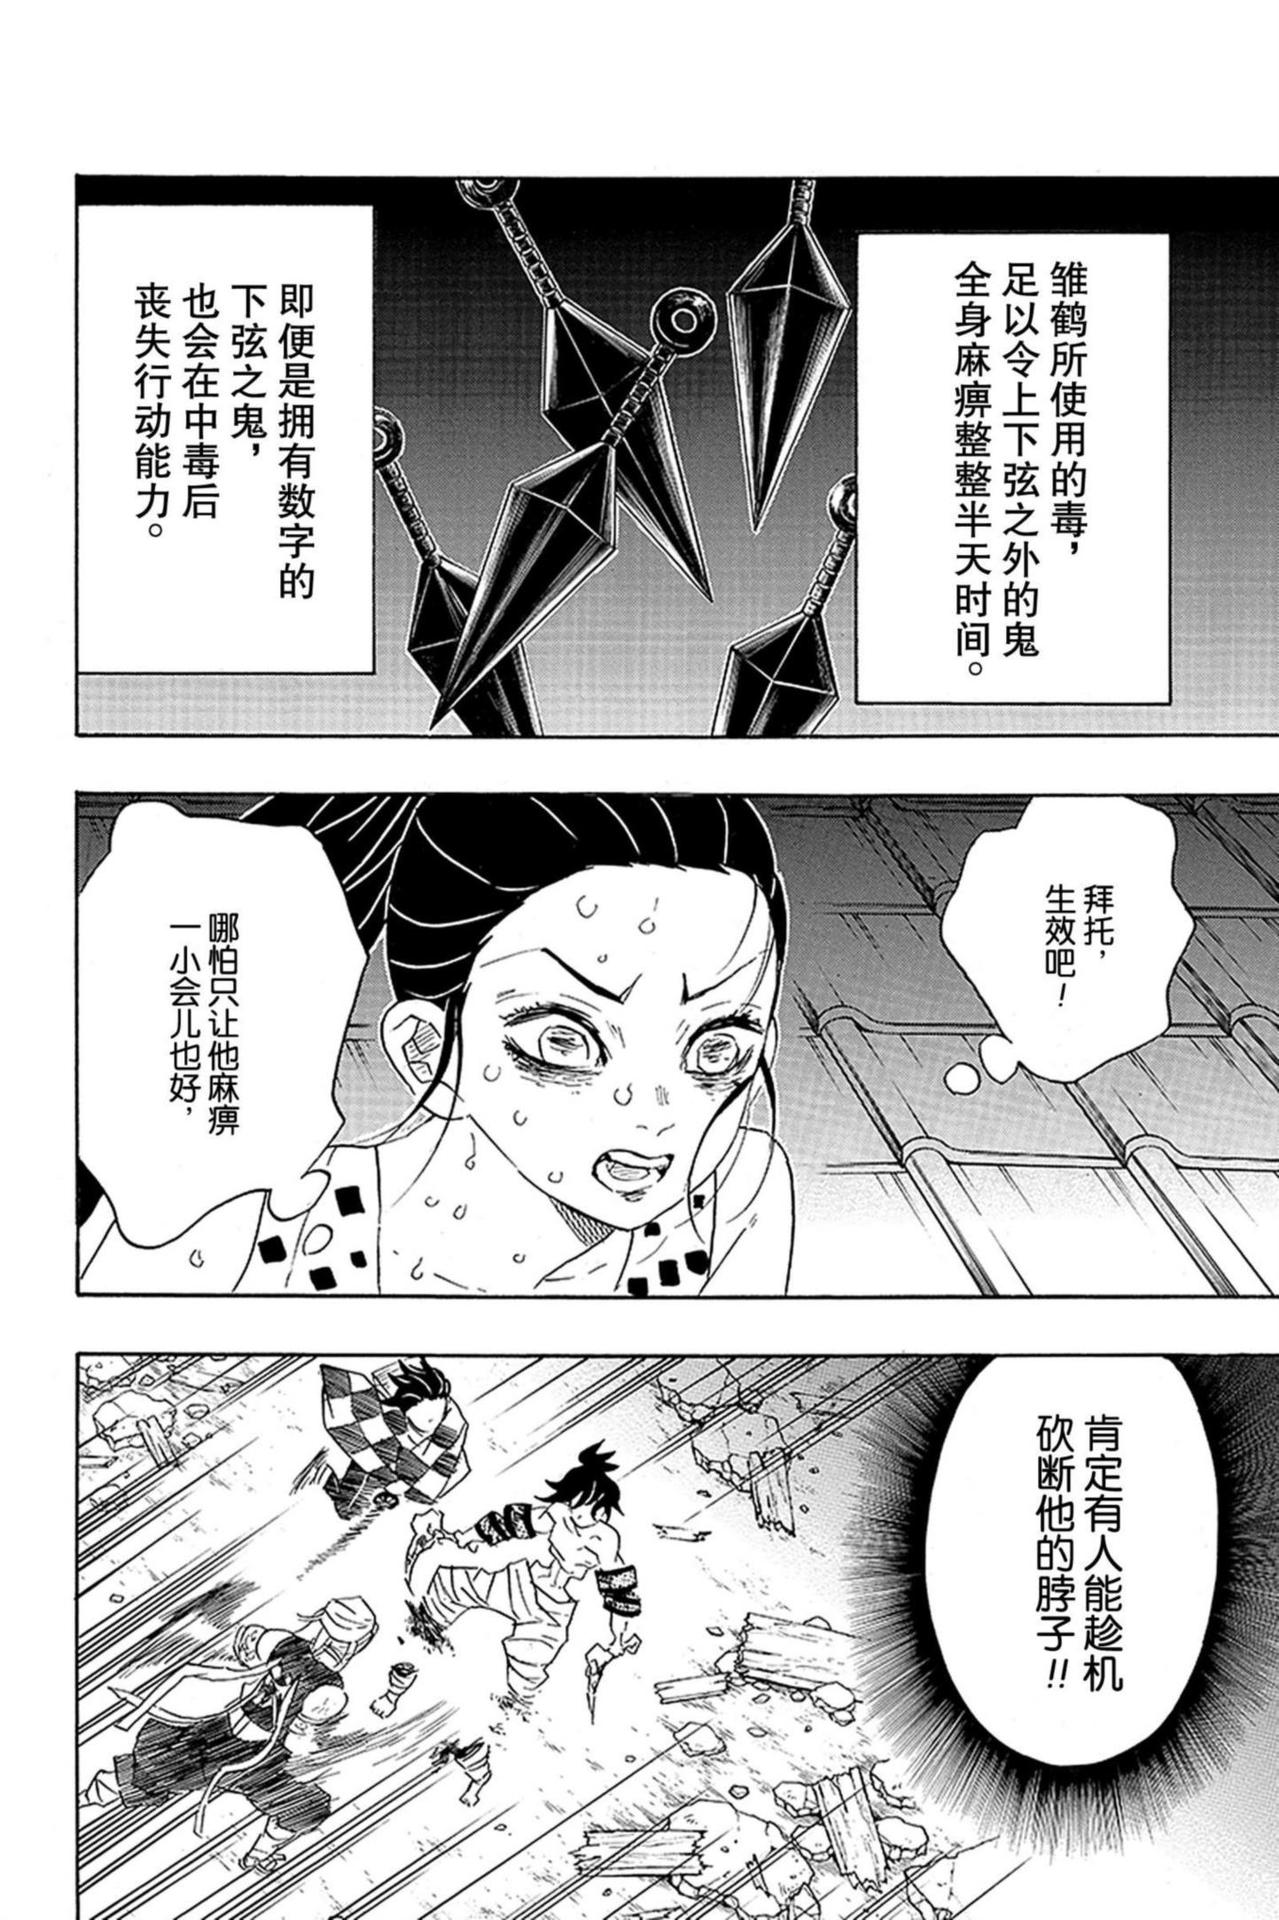 雏鹤所使用的毒，
足以令上下弦之外的鬼
全身麻痹整整半天时间。
即便是拥有数字的
下弦之鬼，
也会在中毒后
丧失行动能力。
拜托，
生效吧！
哪怕只让他麻痹
一小会儿也好，
肯定有人能趁机
砍断他的脖子！！